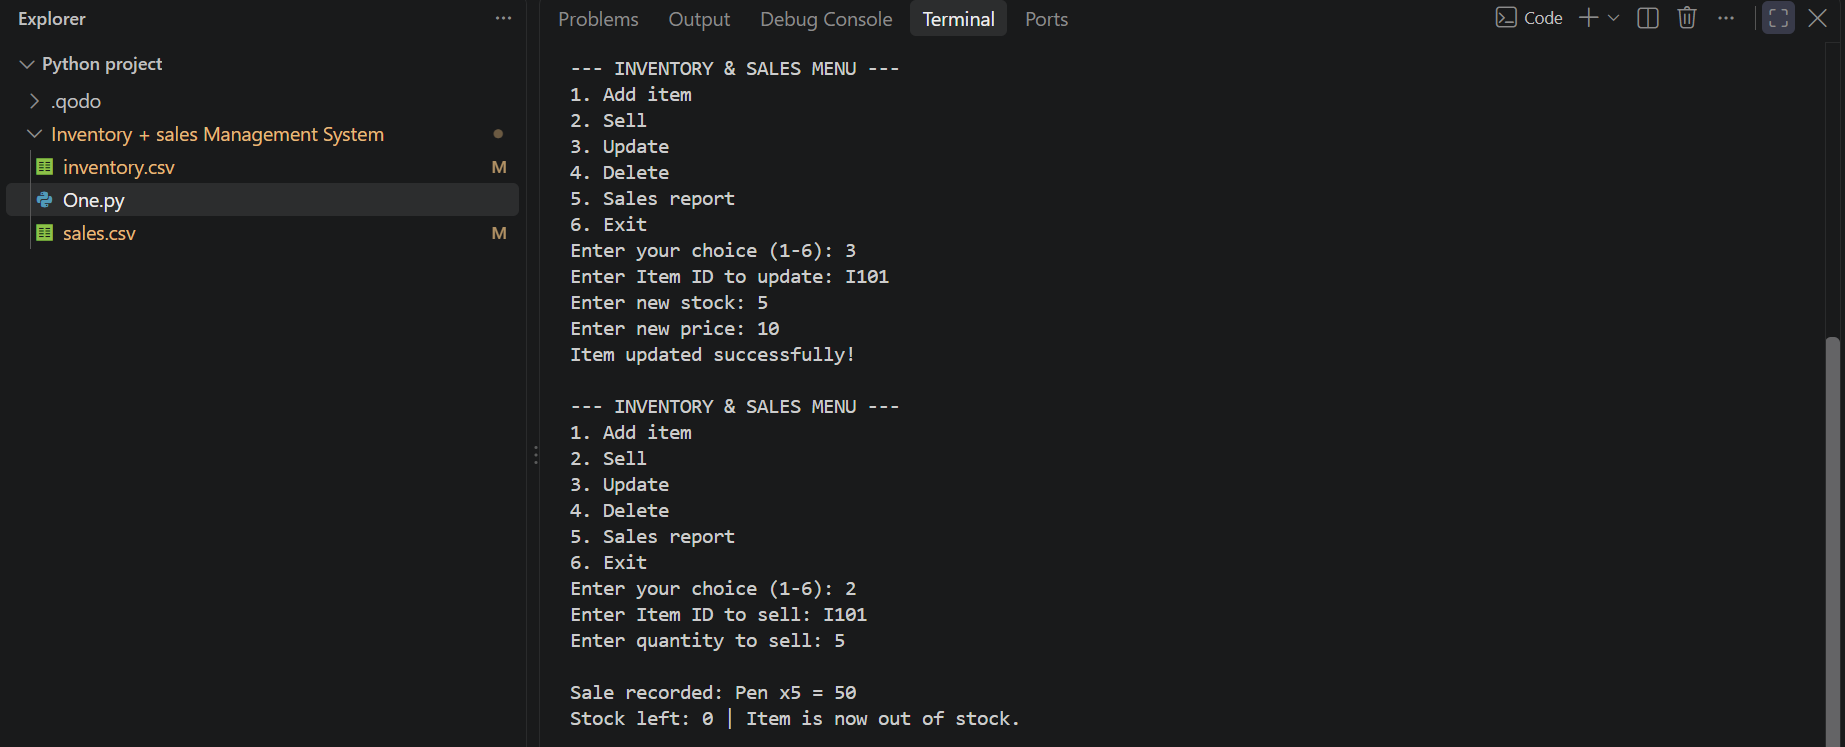 Explorer
Python project
.qodo
Inventory + sales Management System
inventory.csv M
One.py
sales.csv M
Problems Output Debug Console Terminal Ports
Code
--- INVENTORY & SALES MENU ---
1. Add item
2. Sell
3. Update
4. Delete
5. Sales report
6. Exit
Enter your choice (1-6): 3
Enter Item ID to update: I101
Enter new stock: 5
Enter new price: 10
Item updated successfully!
--- INVENTORY & SALES MENU ---
1. Add item
2. Sell
3. Update
4. Delete
5. Sales report
6. Exit
Enter your choice (1-6): 2
Enter Item ID to sell: I101
Enter quantity to sell: 5
Sale recorded: Pen x5 = 50
Stock left: 0 | Item is now out of stock.